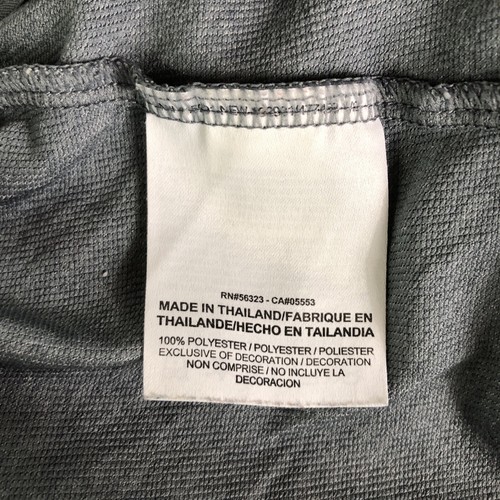 RN#56323 - CA#05553
MADE IN THAILAND/FABRIQUE EN
THAILANDE/HECHO EN TAILANDIA
100% POLYESTER / POLYESTER / POLIESTER
EXCLUSIVE OF DECORATION / DECORATION
NON COMPRISE / NO INCLUYE LA
DECORACION